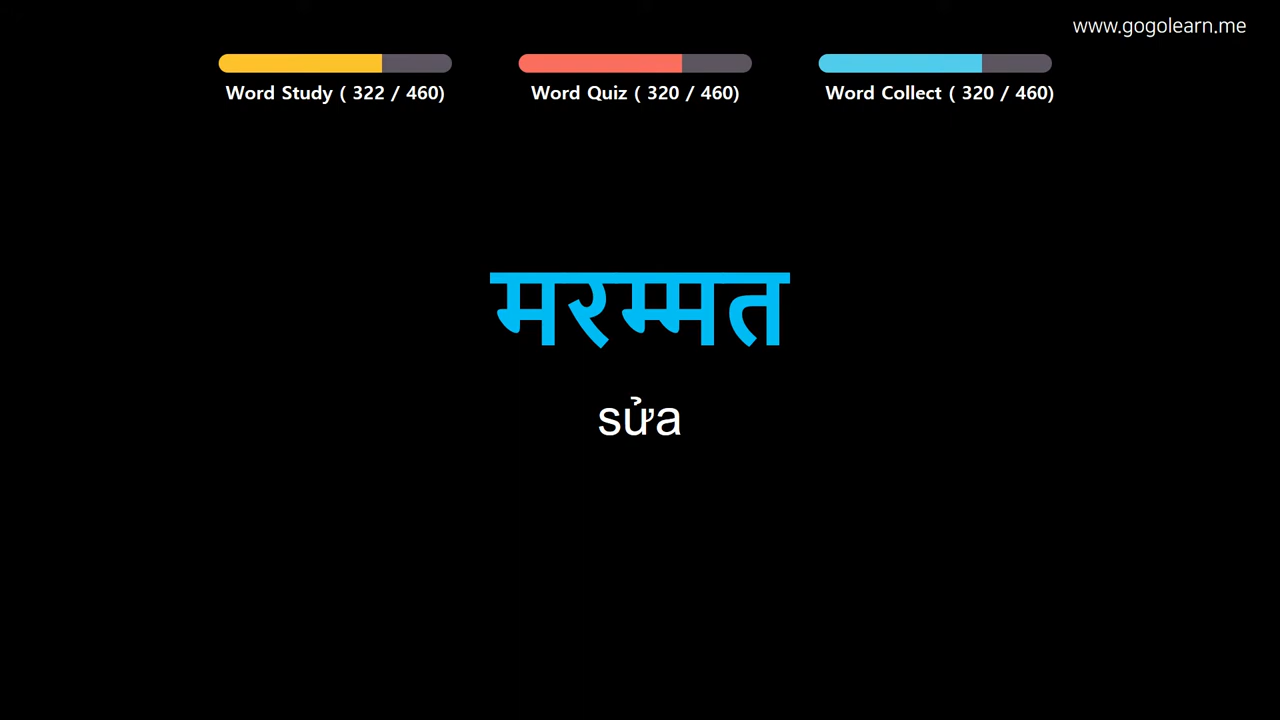 www.gogolearn.me
Word Study ( 322 / 460)
Word Quiz ( 320 / 460)
Word Collect ( 320 / 460)
मरम्मत
sửa